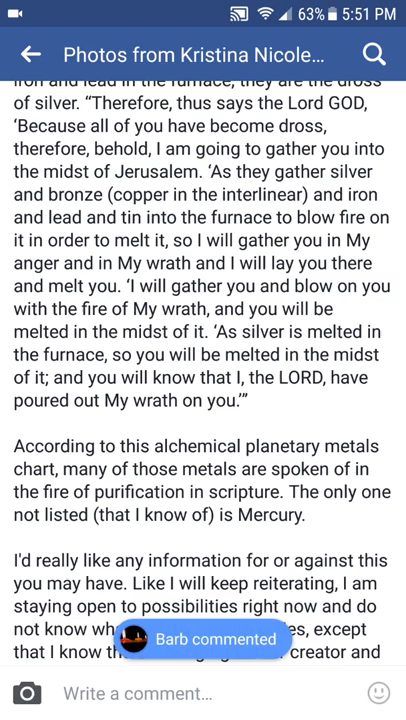 63% 5:51 PM
Photos from Kristina Nicole...
iron and lead in the furnace; they are the dross
of silver. “Therefore, thus says the Lord GOD,
‘Because all of you have become dross,
therefore, behold, I am going to gather you into
the midst of Jerusalem. ‘As they gather silver
and bronze (copper in the interlinear) and iron
and lead and tin into the furnace to blow fire on
it in order to melt it, so I will gather you in My
anger and in My wrath and I will lay you there
and melt you. ‘I will gather you and blow on you
with the fire of My wrath, and you will be
melted in the midst of it. ‘As silver is melted in
the furnace, so you will be melted in the midst
of it; and you will know that I, the LORD, have
poured out My wrath on you.’”
According to this alchemical planetary metals
chart, many of those metals are spoken of in
the fire of purification in scripture. The only one
not listed (that I know of) is Mercury.
I'd really like any information for or against this
you may have. Like I will keep reiterating, I am
staying open to possibilities right now and do
not know except
that I know creator and
Barb commented
Write a comment...